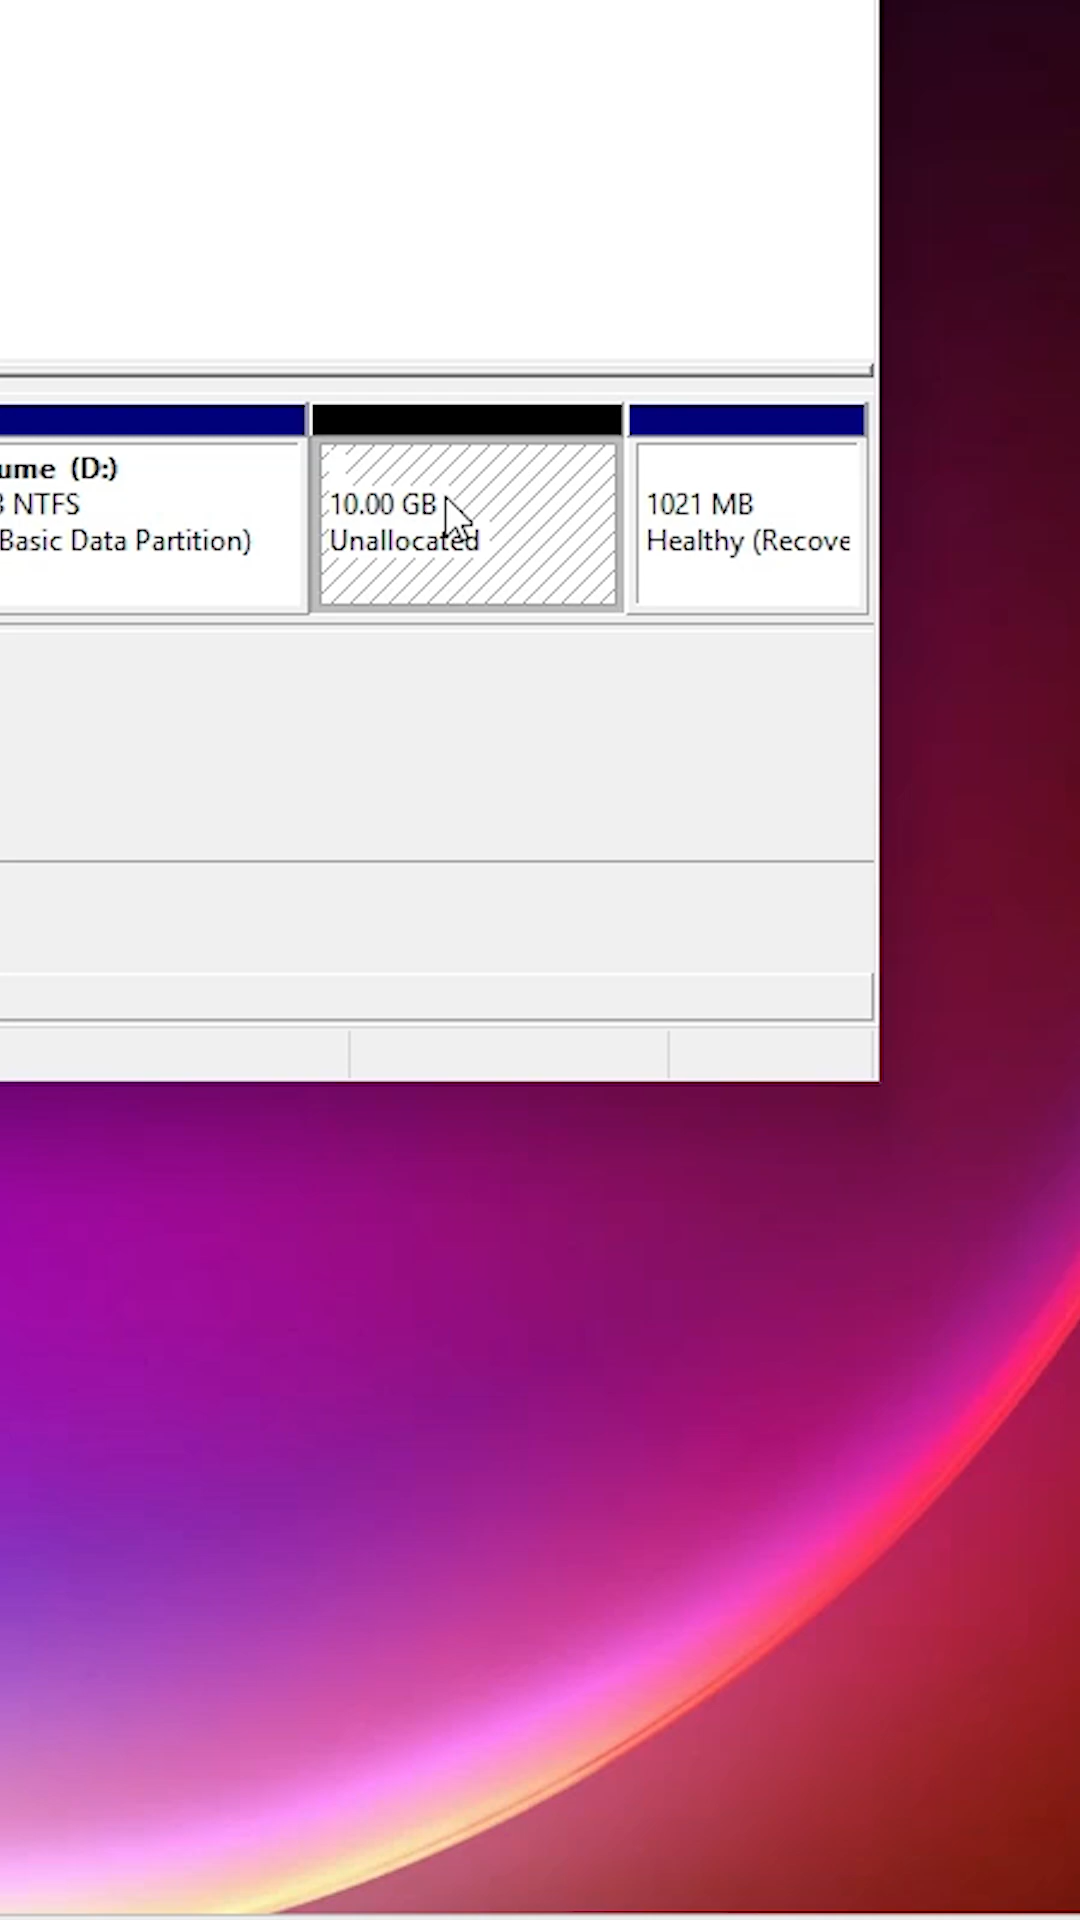 ume (D:)
NTFS
Basic Data Partition)
10.00 GB
Unallocated
1021 MB
Healthy (Recove